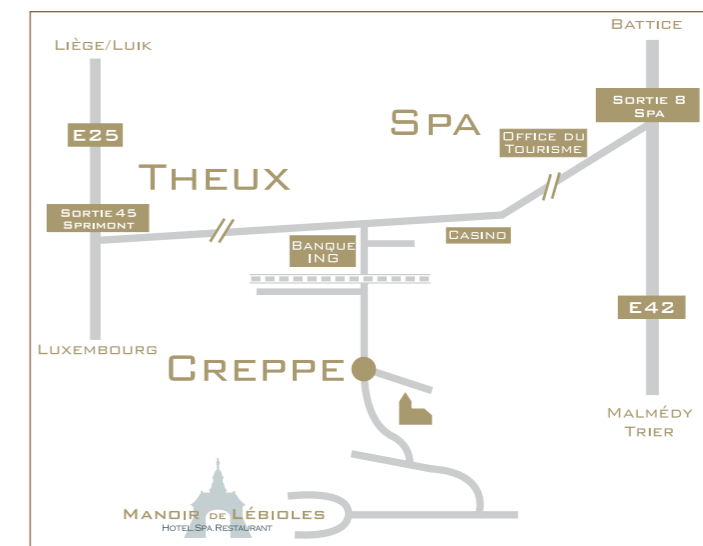 BATTICE
LIÈGE/LUIK
SORTIE 8
SPA
SPA
E25
OFFICE DU
TOURISME
THEUX
SORTIE 45
SPRIMONT
CASINO
BANQUE
ING
E42
LUXEMBOURG
CREPPE
MALMÉDY
TRIER
MANOIR DE LÉBIOLES
HOTEL.SPA.RESTAURANT